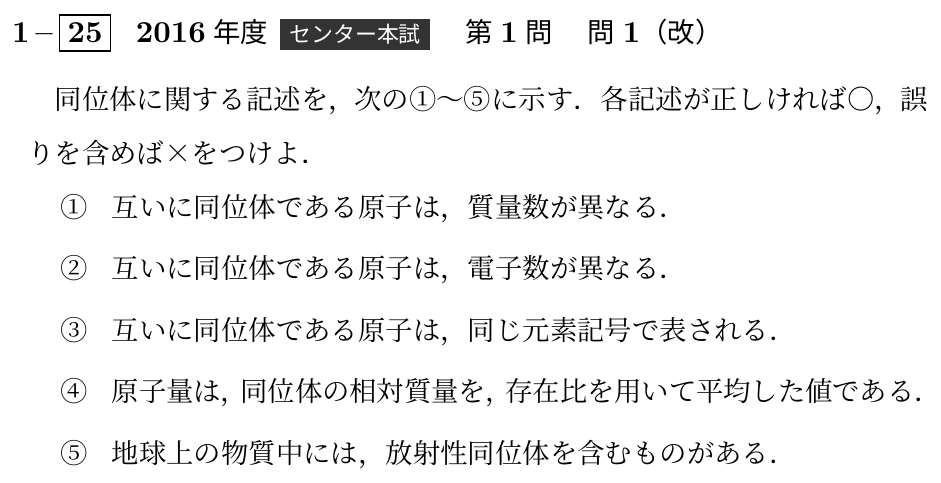 1－25 2016 年度 センター本試 第 1 問 問 1（改）
同位体に関する記述を，次の①～⑤に示す．各記述が正しければ○，誤
りを含めば×をつけよ．
① 互いに同位体である原子は，質量数が異なる．
② 互いに同位体である原子は，電子数が異なる．
③ 互いに同位体である原子は，同じ元素記号で表される．
④ 原子量は，同位体の相対質量を，存在比を用いて平均した値である．
⑤ 地球上の物質中には，放射性同位体を含むものがある．